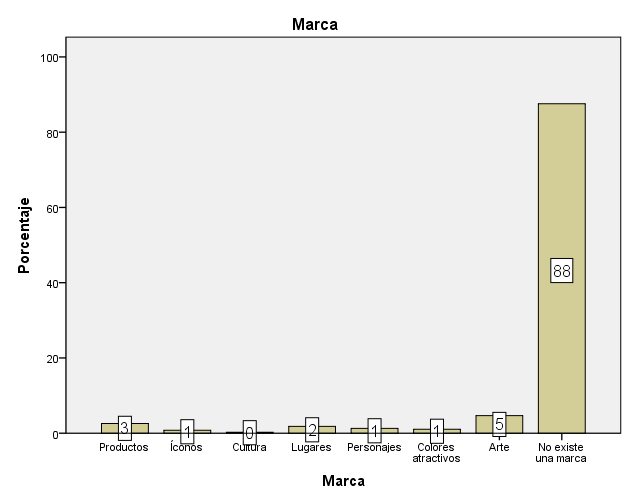 Marca
Porcentaje
100
80
60
40
20
0
3
1
0
2
1
1
5
88
Productos
Íconos
Cultura
Lugares
Personajes
Colores
atractivos
Arte
No existe
una marca
Marca